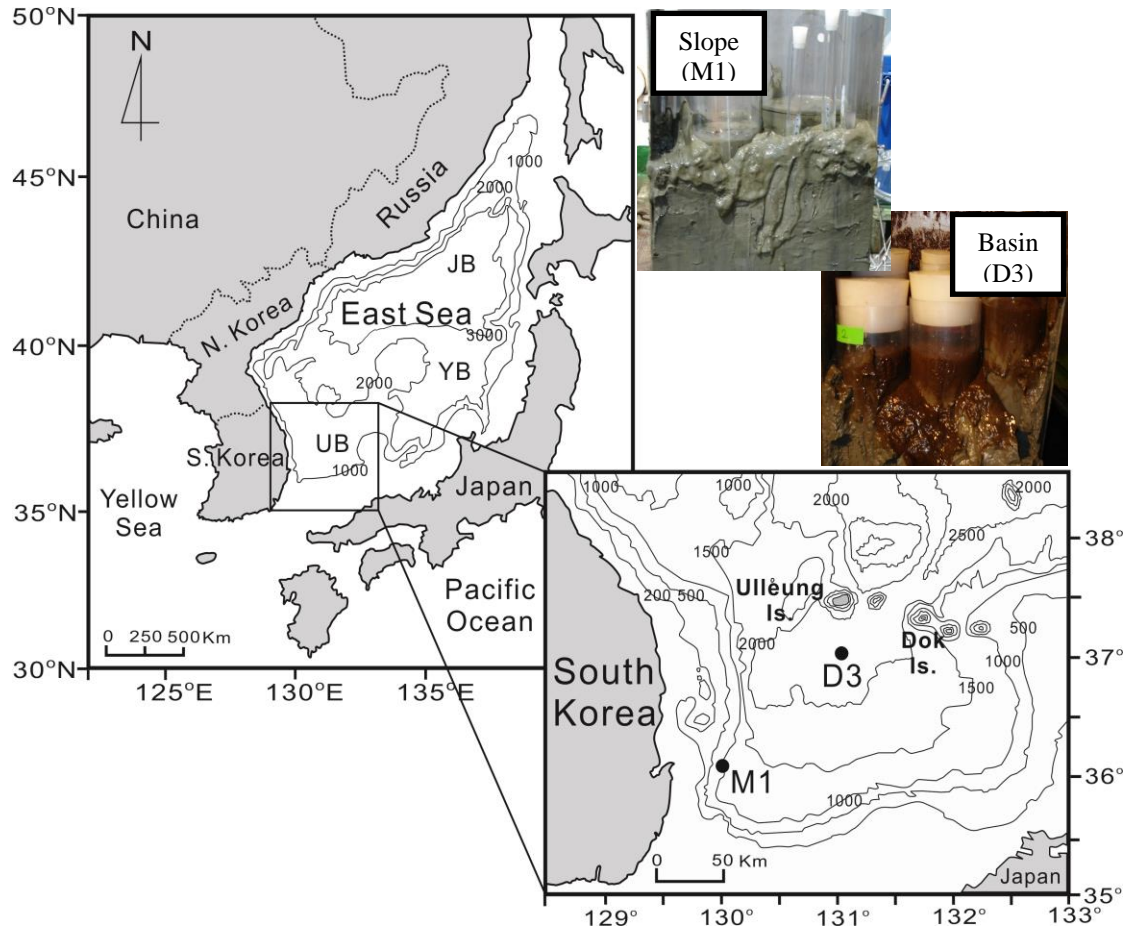 50°N
N
45°N
China
Russia
1000
2000
JB
East Sea
3000
40°N
N. Korea
YB
2000
UB
S. Korea
1000
Japan
35°N
Yellow
Sea
Pacific
Ocean
0 250 500 Km
30°N
125°E
130°E
135°E
Slope
(M1)
Basin
(D3)
2
1000
1000
2000
2000
2500
38°
1500
Ulleung
Is.
200
500
2000
Dok
Is.
500
1000
1500
D3
37°
South
Korea
M1
36°
1000
0 50 Km
Japan
35°
129°
130°
131°
132°
133°